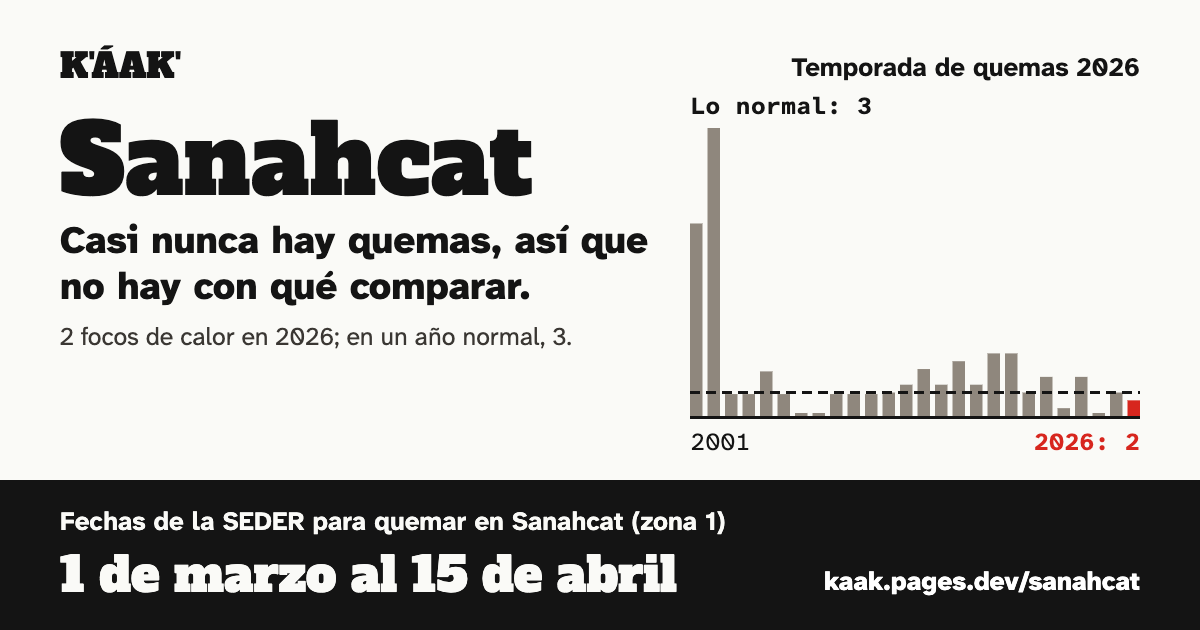 K'ÁAK'
Sanahcat
Casi nunca hay quemas, así que
no hay con qué comparar.
2 focos de calor en 2026; en un año normal, 3.
Temporada de quemas 2026
Lo normal: 3
2001
2026: 2
Fechas de la SEDER para quemar en Sanahcat (zona 1)
1 de marzo al 15 de abril
kaak.pages.dev/sanahcat